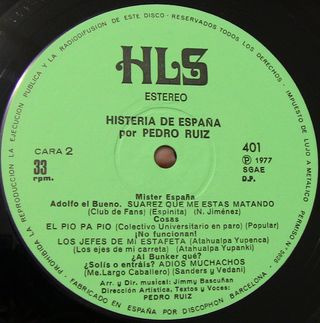 PROHIBIDA LA REPRODUCCION LA EJECUCION PUBLICA Y LA RADIODIFUSION DE ESTE DISCO · RESERVADOS TODOS LOS DERECHOS · IMPUESTO DE LUJO A METALICO PERMISO N.º
HLS
ESTEREO
HISTERIA DE ESPAÑA
por PEDRO RUIZ
CARA 2
33
rpm.
401
℗ 1977
SGAE
D.P.
Mister España
Adolfo el Bueno. SUAREZ QUE ME ESTAS MATANDO
(Club de Fans) (Espinita) (N. Jiménez)
Cosas
EL PIO PA PIO (Colectivo Universitario en paro) (Popular)
¡No funcionan!
LOS JEFES DE MI ESTAFETA (Atahualpa Yupenca)
(Los ejes de mi carreta) (Atahualpa Yupanki)
¿Al Bunker qué?
¿Solís o entráis? ADIOS MUCHACHOS
(Me.Largo Caballero) (Sanders y Vedani)
Arr. y Dir. musical: Jimmy Bascuñan
Dirección Artística, Textos y Voces:
PEDRO RUIZ
FABRICADO EN ESPAÑA POR DISCOPHON BARCELONA